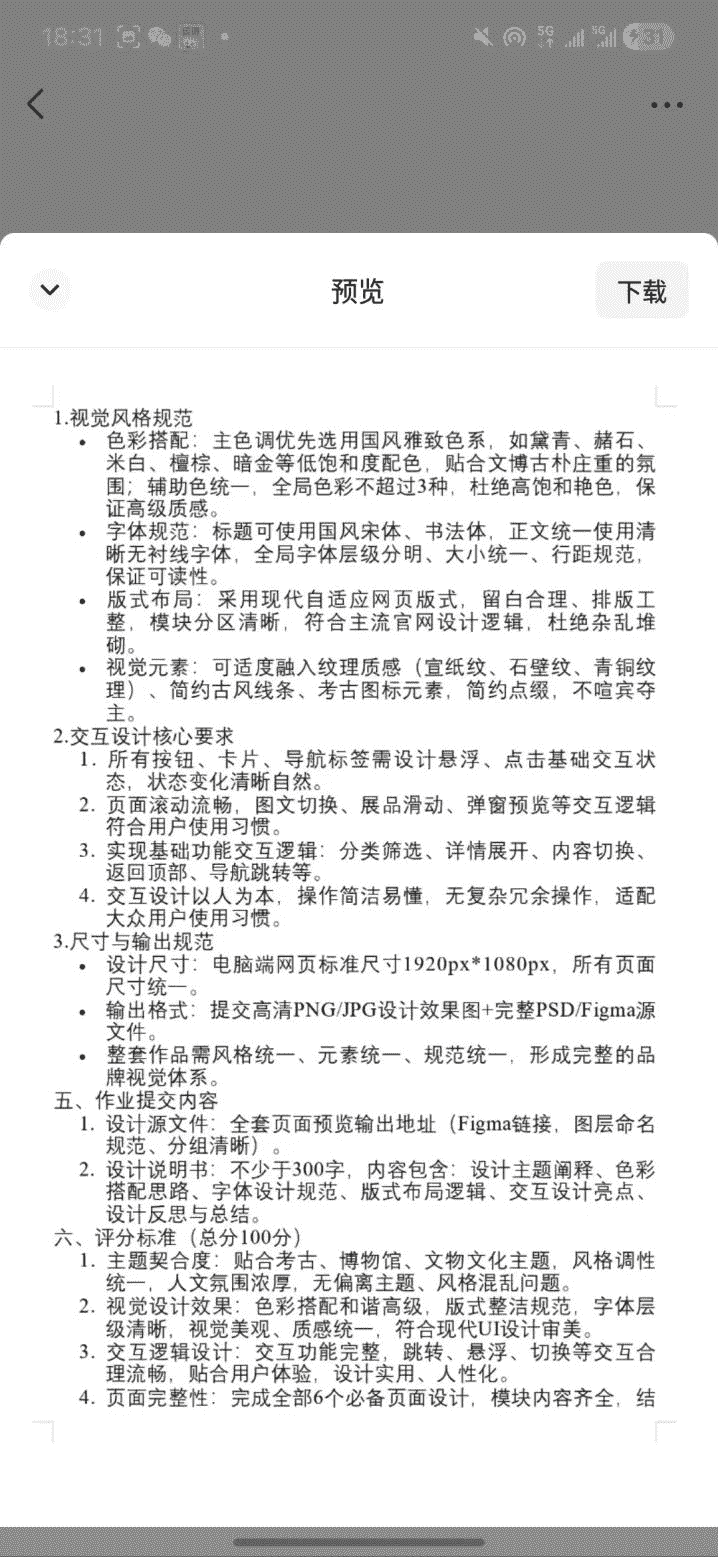 18:31
5G
5G
31
预览
下载
1.视觉风格规范
• 色彩搭配：主色调优先选用国风雅致色系，如黛青、赭石、
米白、檀棕、暗金等低饱和度配色，贴合文博古朴庄重的氛
围；辅助色统一，全局色彩不超过3种，杜绝高饱和艳色，保
证高级质感。
• 字体规范：标题可使用国风宋体、书法体，正文统一使用清
晰无衬线字体，全局字体层级分明、大小统一、行距规范，
保证可读性。
• 版式布局：采用现代自适应网页版式，留白合理、排版工
整，模块分区清晰，符合主流官网设计逻辑，杜绝杂乱堆
砌。
• 视觉元素：可适度融入纹理质感（宣纸纹、石壁纹、青铜纹
理）、简约古风线条、考古图标元素，简约点缀，不喧宾夺
主。
2.交互设计核心要求
1. 所有按钮、卡片、导航标签需设计悬浮、点击基础交互状
态，状态变化清晰自然。
2. 页面滚动流畅，图文切换、展品滑动、弹窗预览等交互逻辑
符合用户使用习惯。
3. 实现基础功能交互逻辑：分类筛选、详情展开、内容切换、
返回顶部、导航跳转等。
4. 交互设计以人为本，操作简洁易懂，无复杂冗余操作，适配
大众用户使用习惯。
3.尺寸与输出规范
• 设计尺寸：电脑端网页标准尺寸1920px*1080px，所有页面
尺寸统一。
• 输出格式：提交高清PNG/JPG设计效果图+完整PSD/Figma源
文件。
• 整套作品需风格统一、元素统一、规范统一，形成完整的品
牌视觉体系。
五、作业提交内容
1. 设计源文件：全套页面预览输出地址（Figma链接，图层命名
规范、分组清晰）。
2. 设计说明书：不少于300字，内容包含：设计主题阐释、色彩
搭配思路、字体设计规范、版式布局逻辑、交互设计亮点、
设计反思与总结。
六、评分标准（总分100分）
1. 主题契合度：贴合考古、博物馆、文物文化主题，风格调性
统一，人文氛围浓厚，无偏离主题、风格混乱问题。
2. 视觉设计效果：色彩搭配和谐高级，版式整洁规范，字体层
级清晰，视觉美观、质感统一，符合现代UI设计审美。
3. 交互逻辑设计：交互功能完整，跳转、悬浮、切换等交互合
理流畅，贴合用户体验，设计实用、人性化。
4. 页面完整性：完成全部6个必备页面设计，模块内容齐全，结